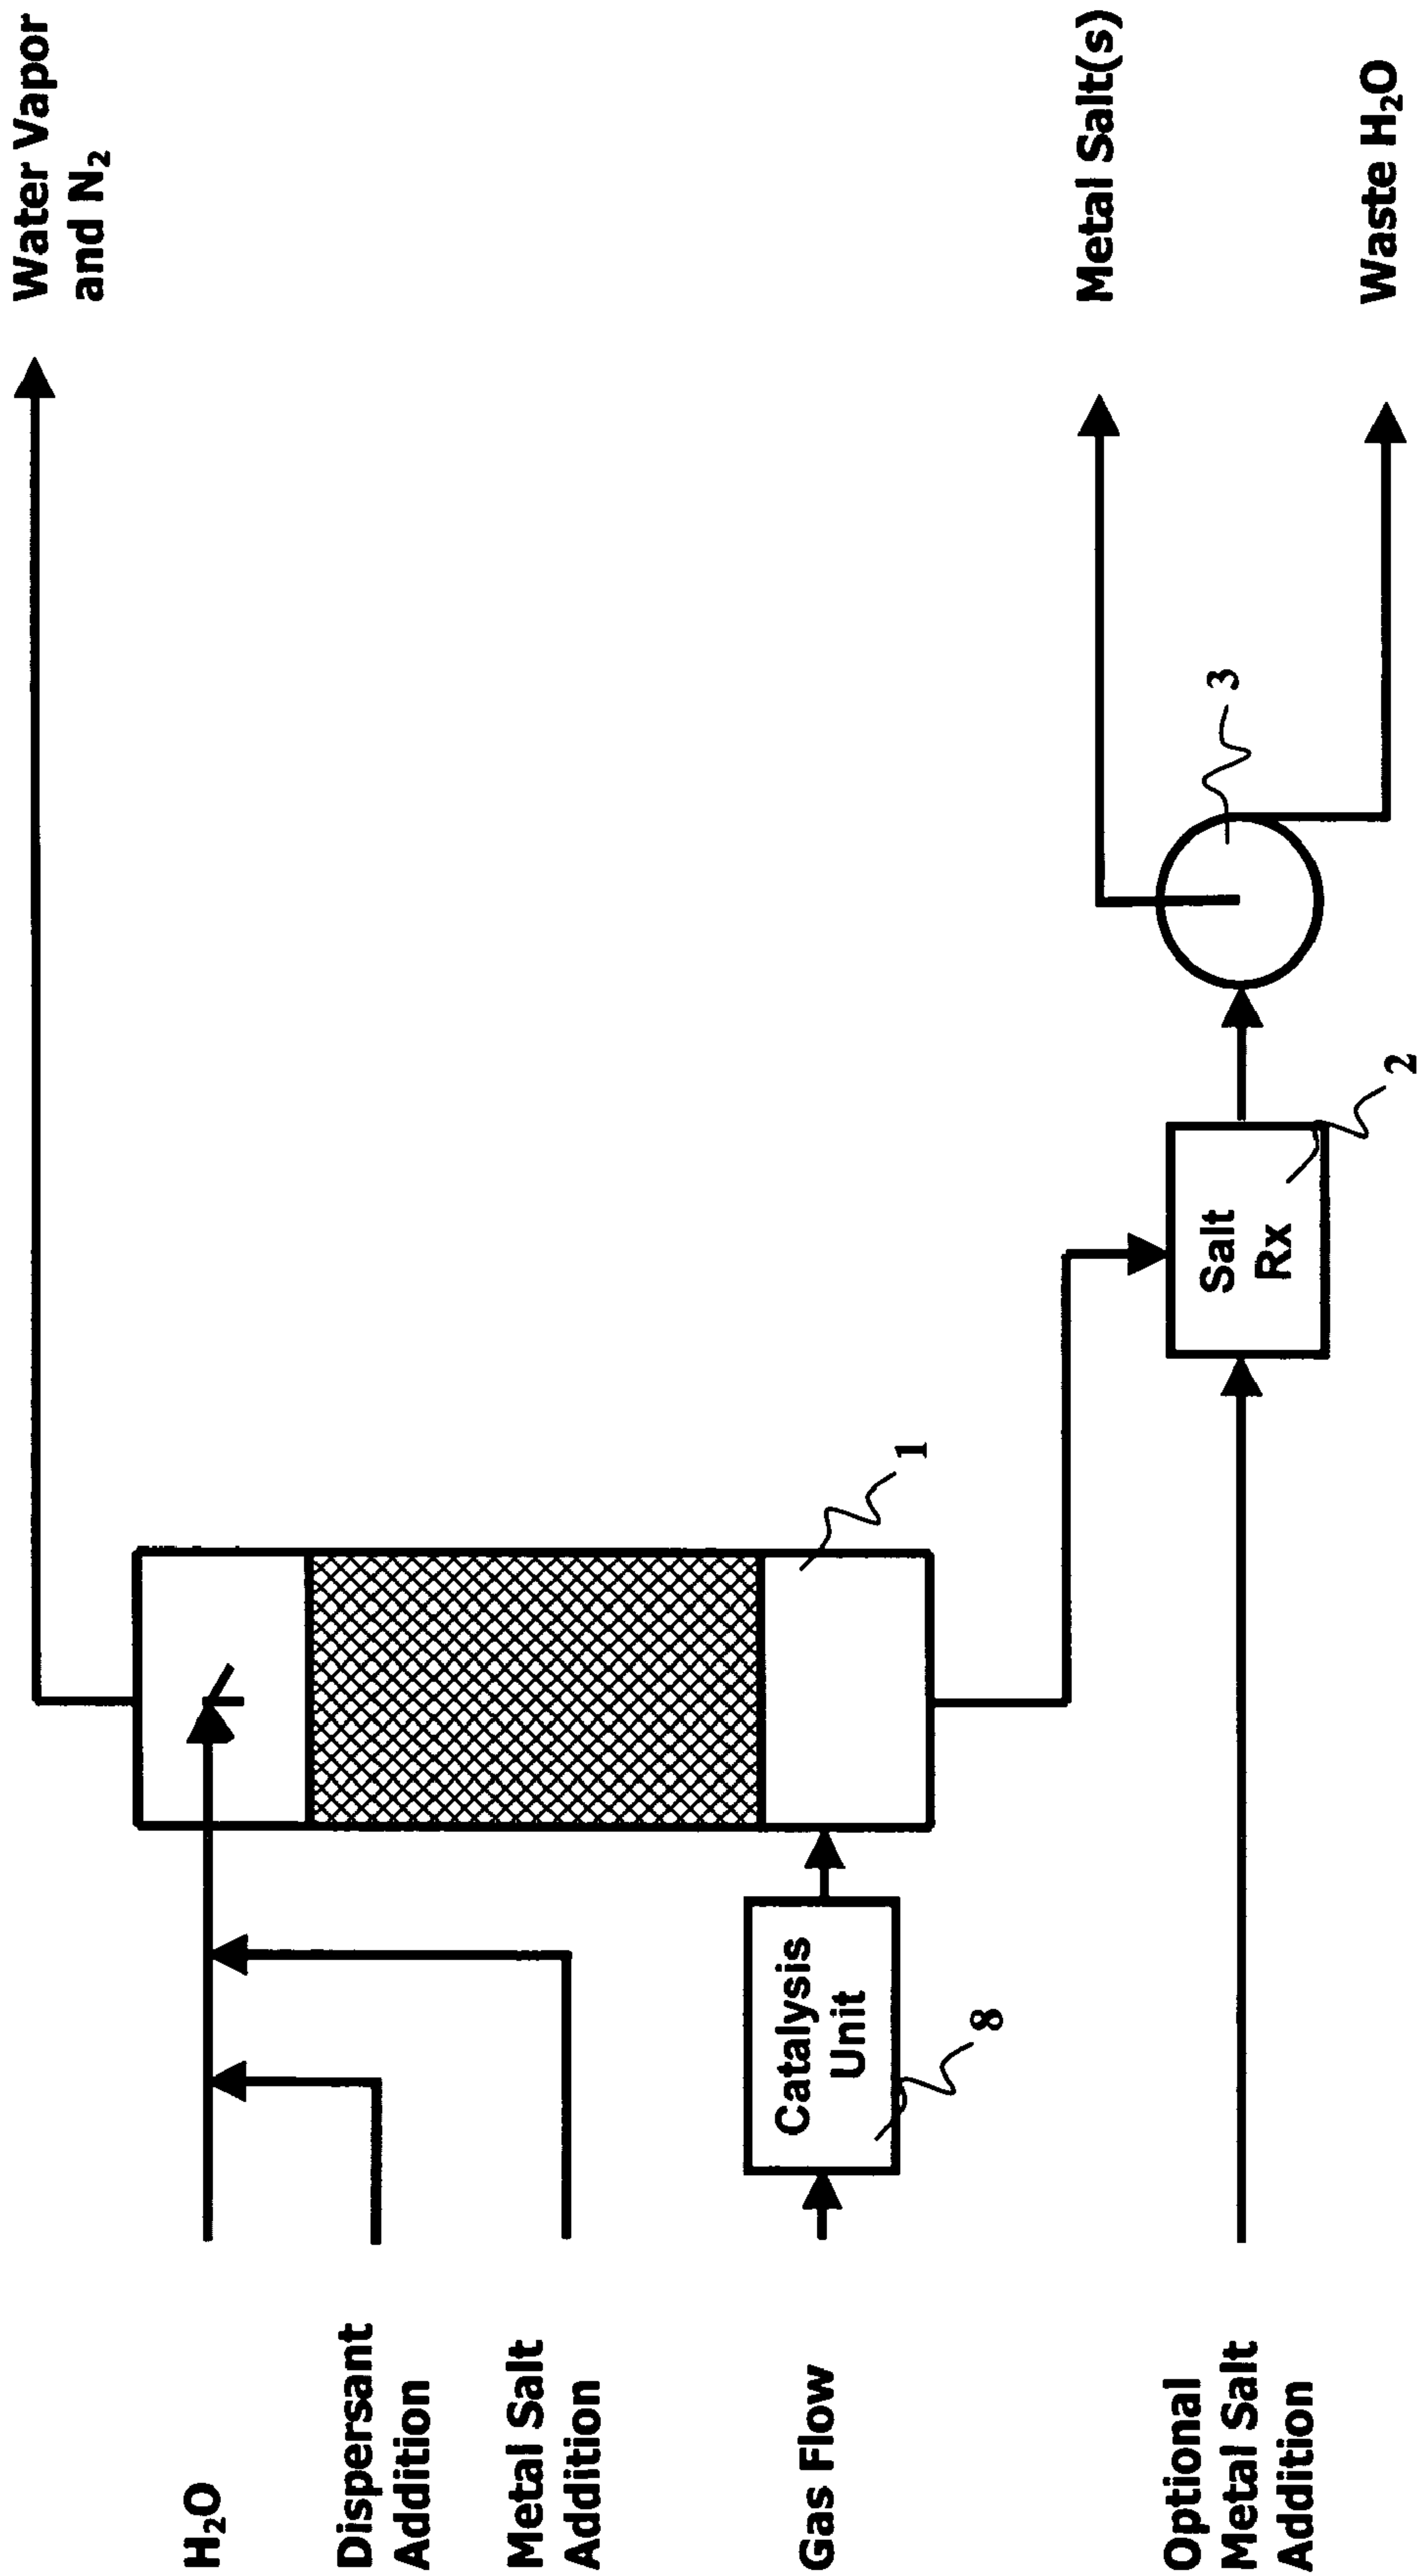 Water Vapor
and N₂
H₂O
Dispersant
Addition
Metal Salt
Addition
Gas Flow
Catalysis
Unit
8
1
Optional
Metal Salt
Addition
Salt
Rx
2
3
Metal Salt(s)
Waste H₂O